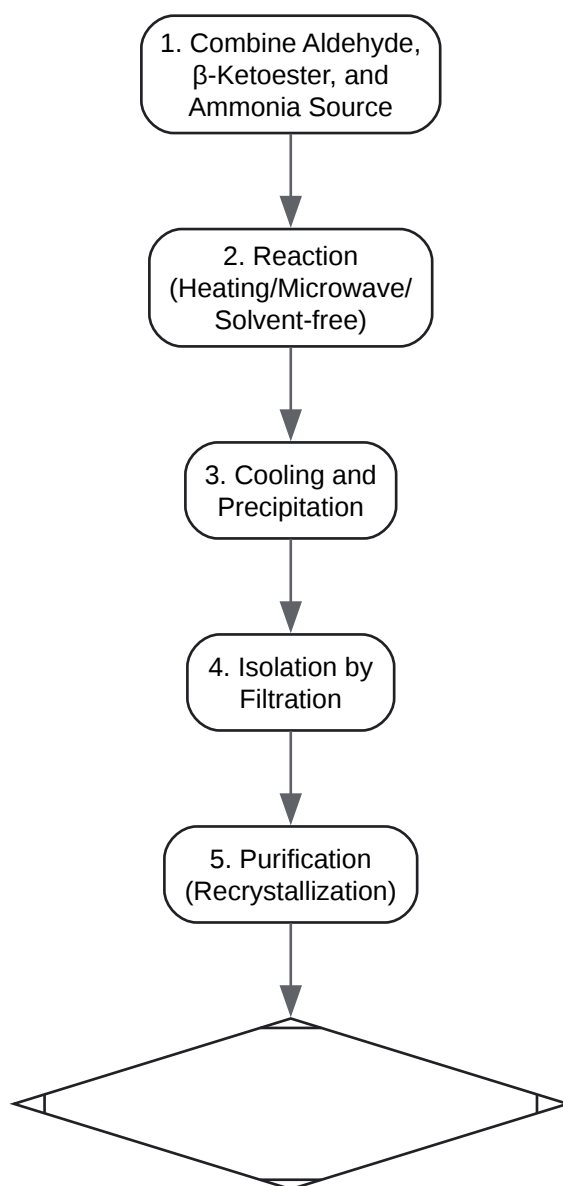 1. Combine Aldehyde,
β-Ketoester, and
Ammonia Source
2. Reaction
(Heating/Microwave/
Solvent-free)
3. Cooling and
Precipitation
4. Isolation by
Filtration
5. Purification
(Recrystallization)